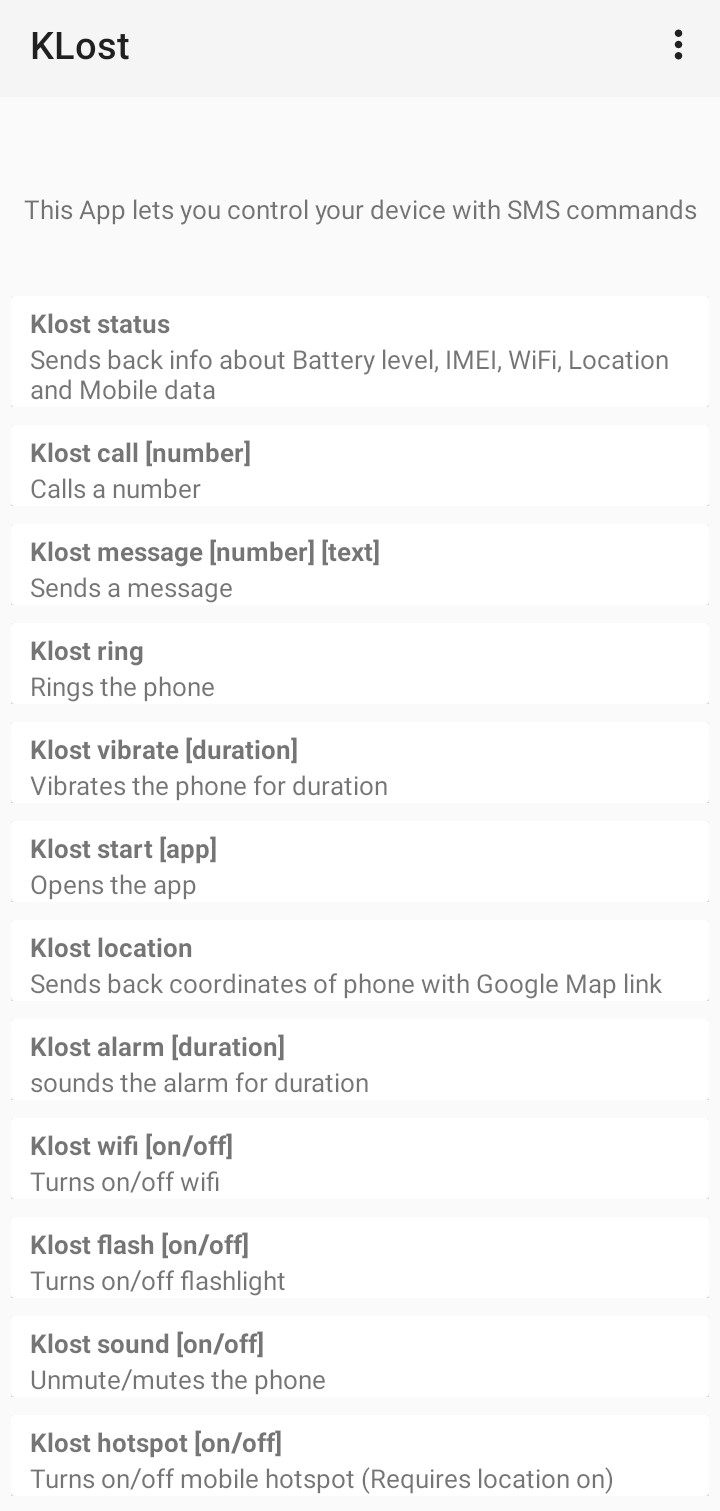 KLost
This App lets you control your device with SMS commands
Klost status
Sends back info about Battery level, IMEI, WiFi, Location
and Mobile data
Klost call [number]
Calls a number
Klost message [number] [text]
Sends a message
Klost ring
Rings the phone
Klost vibrate [duration]
Vibrates the phone for duration
Klost start [app]
Opens the app
Klost location
Sends back coordinates of phone with Google Map link
Klost alarm [duration]
sounds the alarm for duration
Klost wifi [on/off]
Turns on/off wifi
Klost flash [on/off]
Turns on/off flashlight
Klost sound [on/off]
Unmute/mutes the phone
Klost hotspot [on/off]
Turns on/off mobile hotspot (Requires location on)